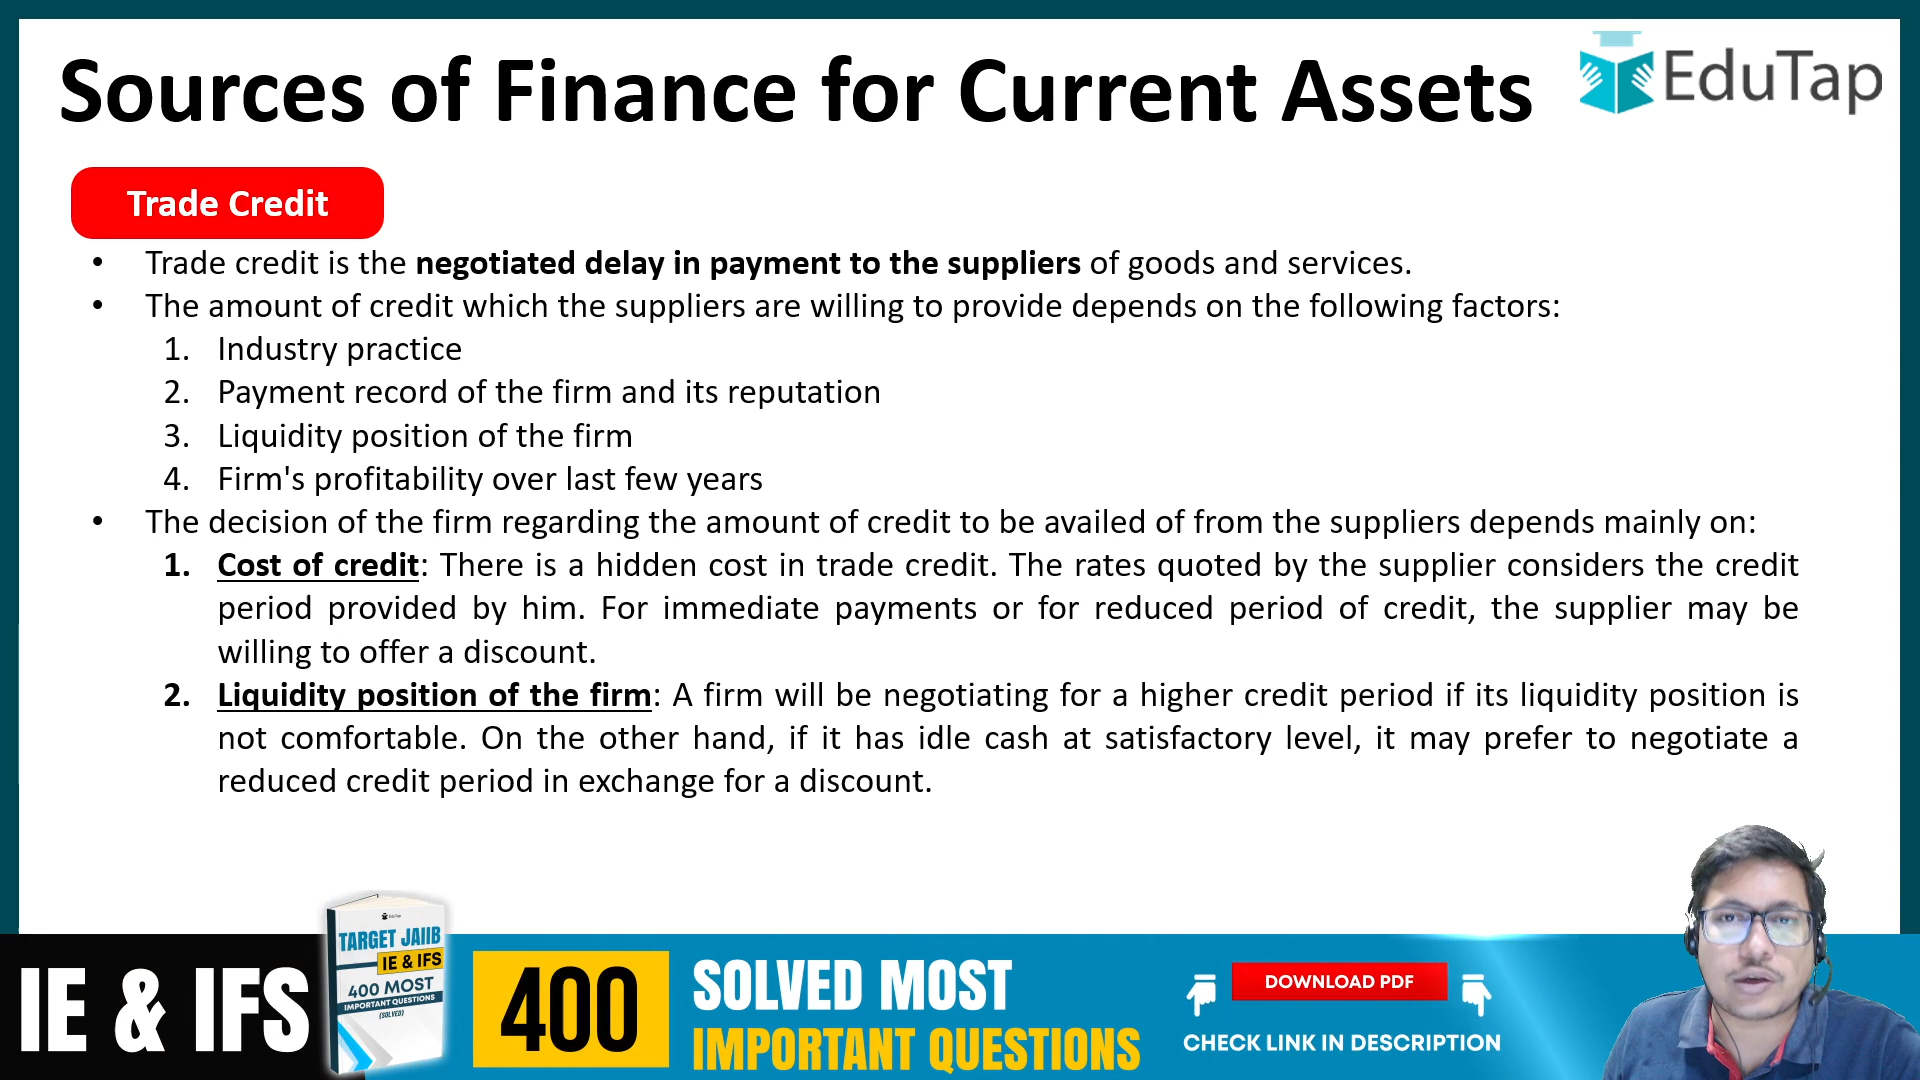 Sources of Finance for Current Assets
EduTap
Trade Credit
• Trade credit is the negotiated delay in payment to the suppliers of goods and services.
• The amount of credit which the suppliers are willing to provide depends on the following factors:
1. Industry practice
2. Payment record of the firm and its reputation
3. Liquidity position of the firm
4. Firm's profitability over last few years
• The decision of the firm regarding the amount of credit to be availed of from the suppliers depends mainly on:
1. Cost of credit: There is a hidden cost in trade credit. The rates quoted by the supplier considers the credit
period provided by him. For immediate payments or for reduced period of credit, the supplier may be
willing to offer a discount.
2. Liquidity position of the firm: A firm will be negotiating for a higher credit period if its liquidity position is
not comfortable. On the other hand, if it has idle cash at satisfactory level, it may prefer to negotiate a
reduced credit period in exchange for a discount.
IE & IFS
EduTap
TARGET JAIIB
IE & IFS
400 MOST
IMPORTANT QUESTIONS
(SOLVED)
400
SOLVED MOST
IMPORTANT QUESTIONS
DOWNLOAD PDF
CHECK LINK IN DESCRIPTION